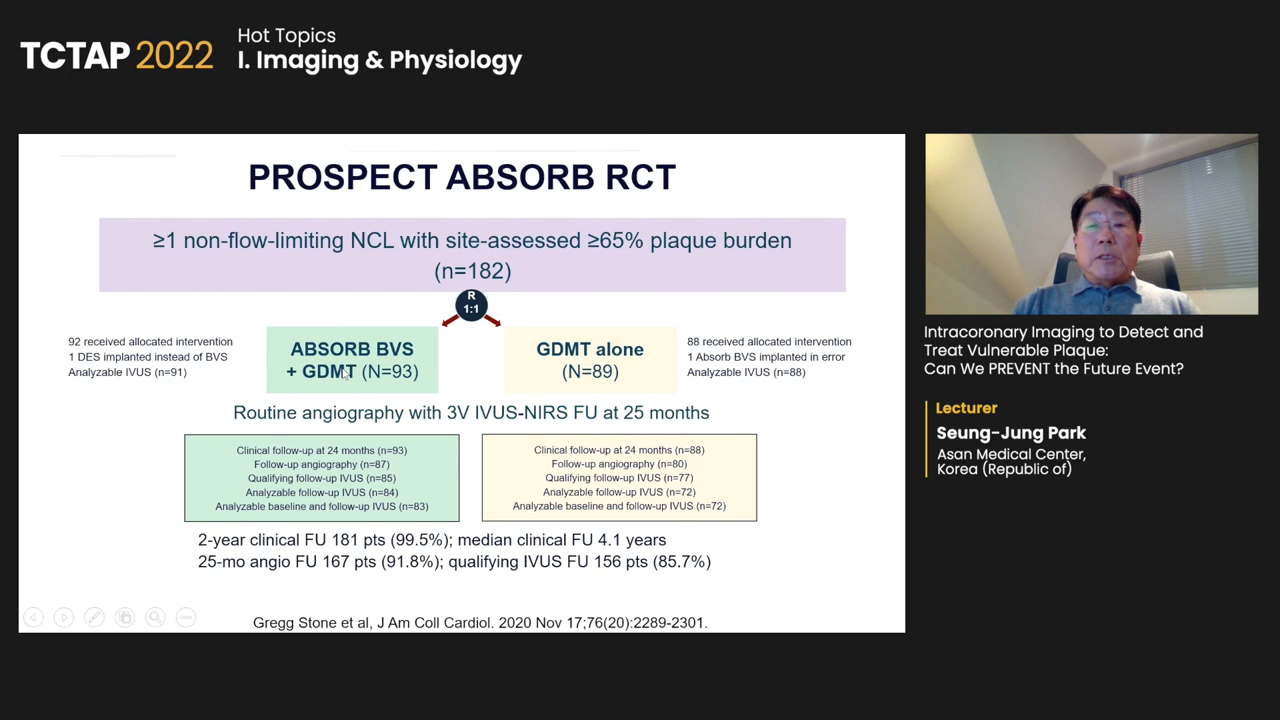 TCTAP 2022
Hot Topics
I. Imaging & Physiology
PROSPECT ABSORB RCT
≥1 non-flow-limiting NCL with site-assessed ≥65% plaque burden
(n=182)
R
1:1
92 received allocated intervention
1 DES implanted instead of BVS
Analyzable IVUS (n=91)
ABSORB BVS
+ GDMT (N=93)
GDMT alone
(N=89)
88 received allocated intervention
1 Absorb BVS implanted in error
Analyzable IVUS (n=88)
Routine angiography with 3V IVUS-NIRS FU at 25 months
Clinical follow-up at 24 months (n=93)
Follow-up angiography (n=87)
Qualifying follow-up IVUS (n=85)
Analyzable follow-up IVUS (n=84)
Analyzable baseline and follow-up IVUS (n=83)
Clinical follow-up at 24 months (n=88)
Follow-up angiography (n=80)
Qualifying follow-up IVUS (n=77)
Analyzable follow-up IVUS (n=72)
Analyzable baseline and follow-up IVUS (n=72)
2-year clinical FU 181 pts (99.5%); median clinical FU 4.1 years
25-mo angio FU 167 pts (91.8%); qualifying IVUS FU 156 pts (85.7%)
Gregg Stone et al, J Am Coll Cardiol. 2020 Nov 17;76(20):2289-2301.
Intracoronary Imaging to Detect and
Treat Vulnerable Plaque:
Can We PREVENT the Future Event?
Lecturer
Seung-Jung Park
Asan Medical Center,
Korea (Republic of)